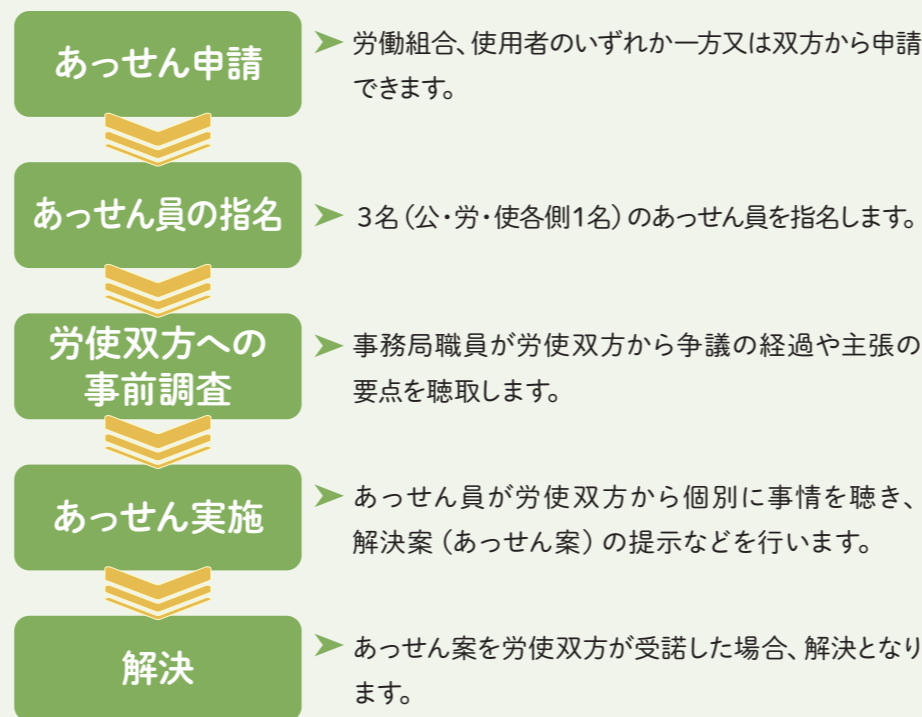 あっせん申請
労働組合、使用者のいずれか一方又は双方から申請
できます。
あっせん員の指名
3名(公・労・使各側1名)のあっせん員を指名します。
労使双方への
事前調査
事務局職員が労使双方から争議の経過や主張の
要点を聴取します。
あっせん実施
あっせん員が労使双方から個別に事情を聴き、
解決案(あっせん案)の提示などを行います。
解決
あっせん案を労使双方が受諾した場合、解決となり
ます。